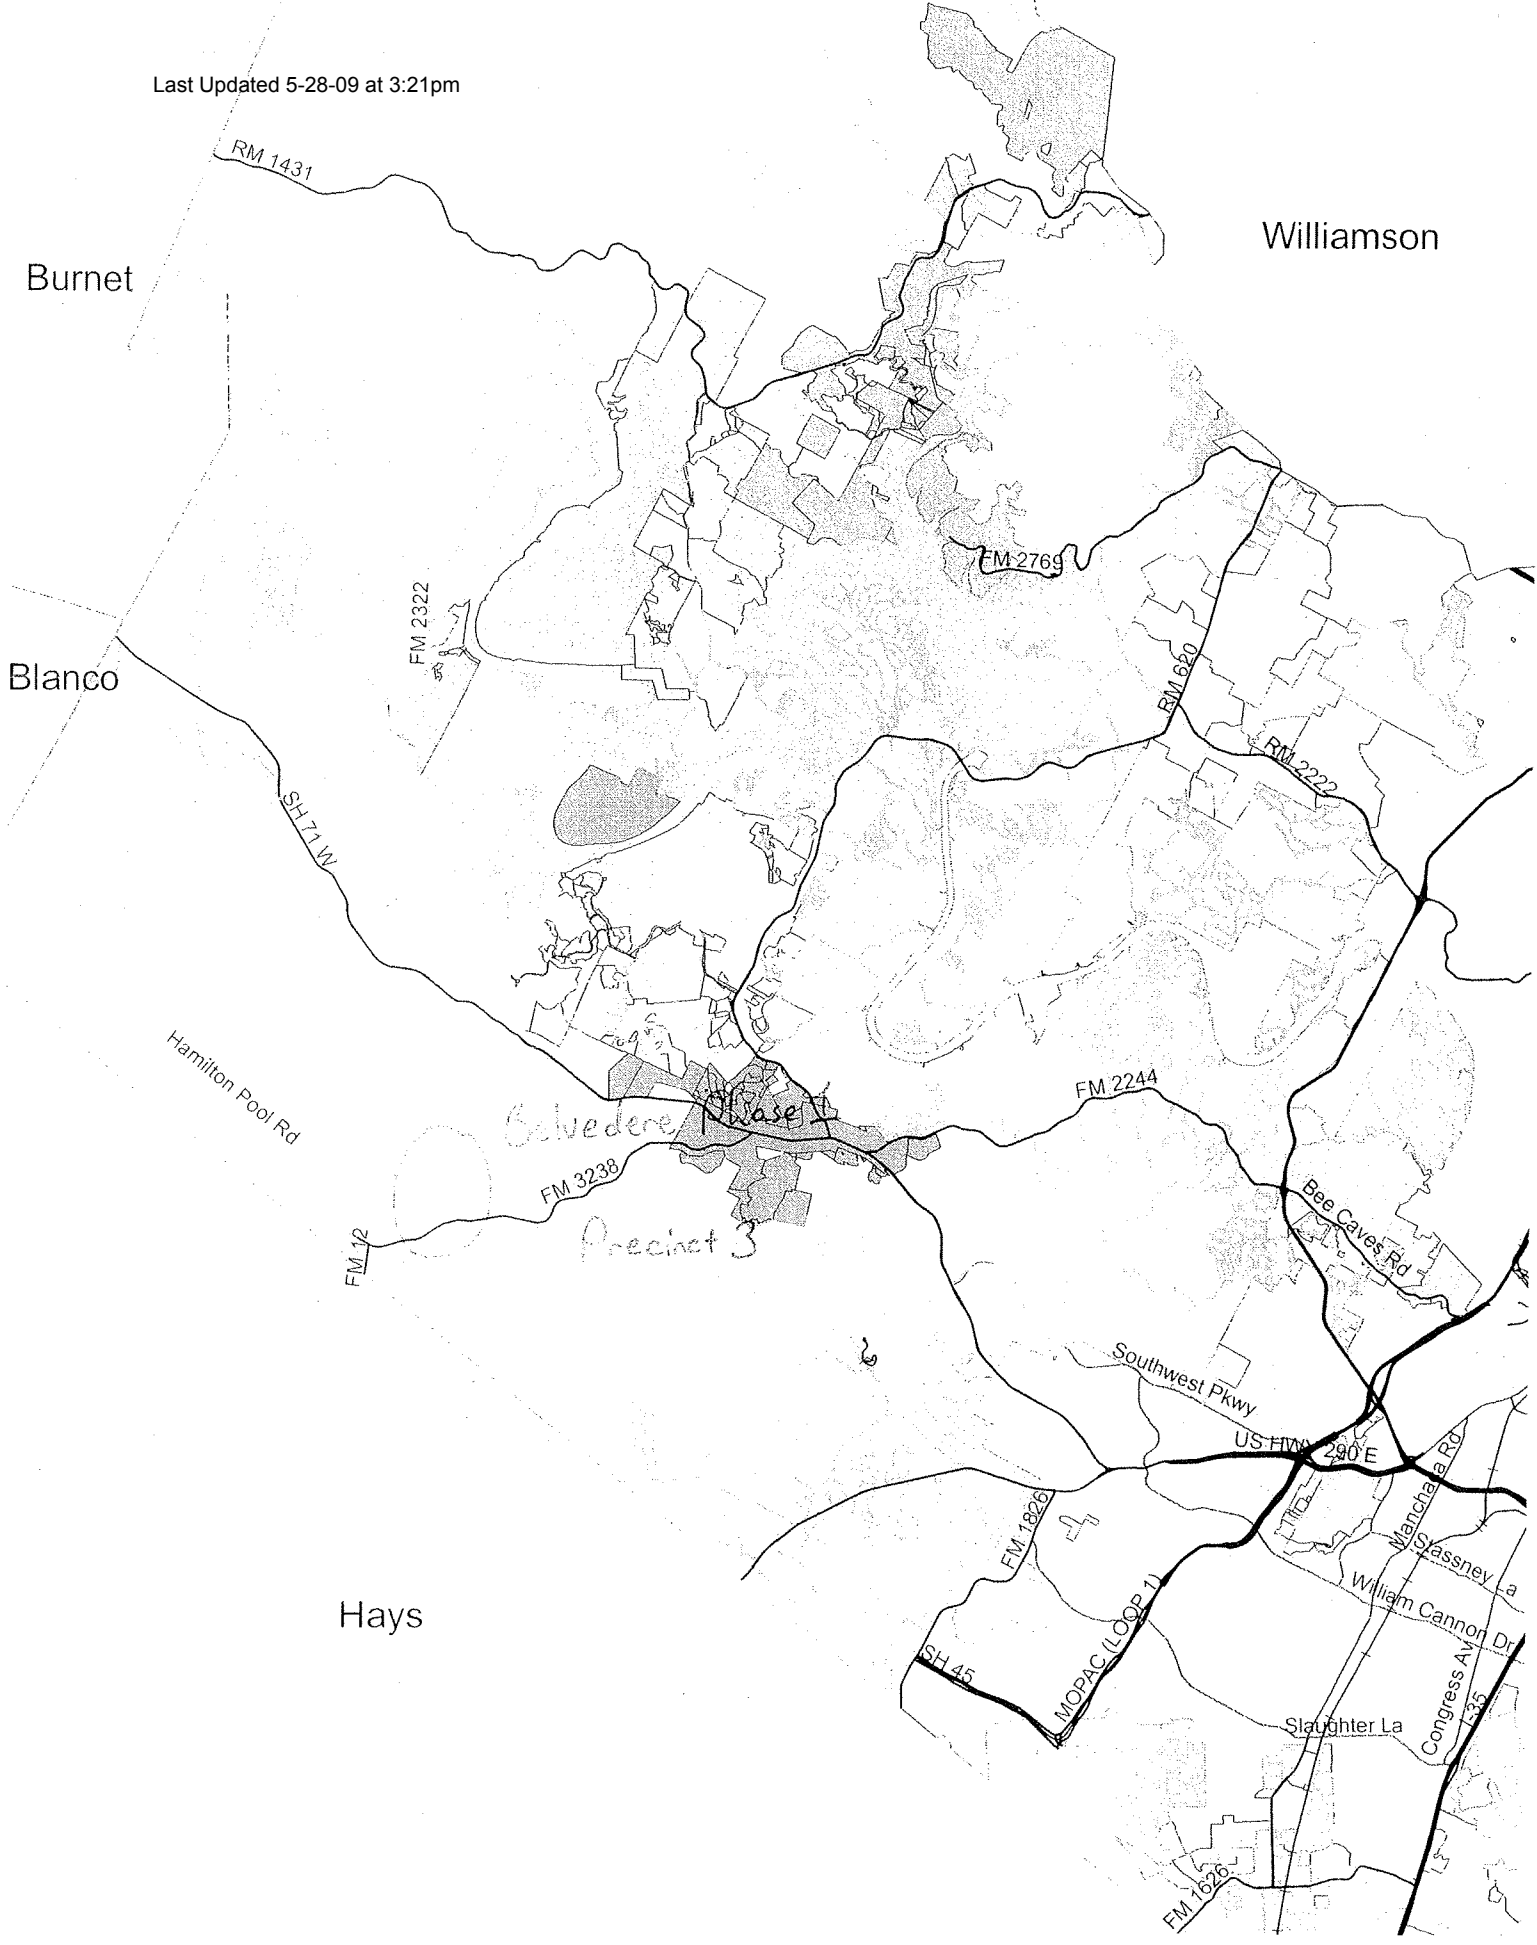 Last Updated 5-28-09 at 3:21pm
RM 1431
Williamson
Burnet
FM 2769
FM 2322
RM 620
Blanco
RM 2222
SH 71 W
Hamilton Pool Rd
FM 2244
Belvedere Phase I
FM 3238
Bee Caves Rd
Precinct 3
FM 12
Southwest Pkwy
US HWY 290 E
Manchaca Rd
FM 1826
Stassney La
William Cannon Dr
Hays
SH 45
MOPAC (LOOP 1)
Congress Av
I-35
Slaughter La
FM 1626